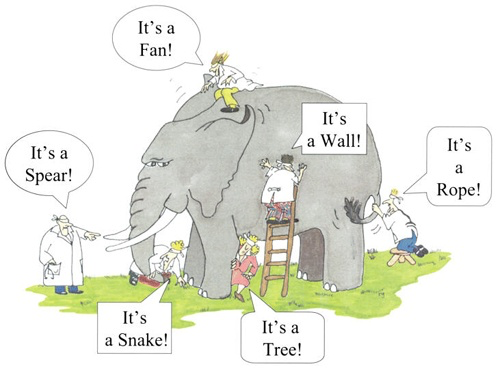 It's a
Fan!
It's
a Wall!
It's a
Spear!
It's
a
Rope!
It's
a Snake!
It's a
Tree!